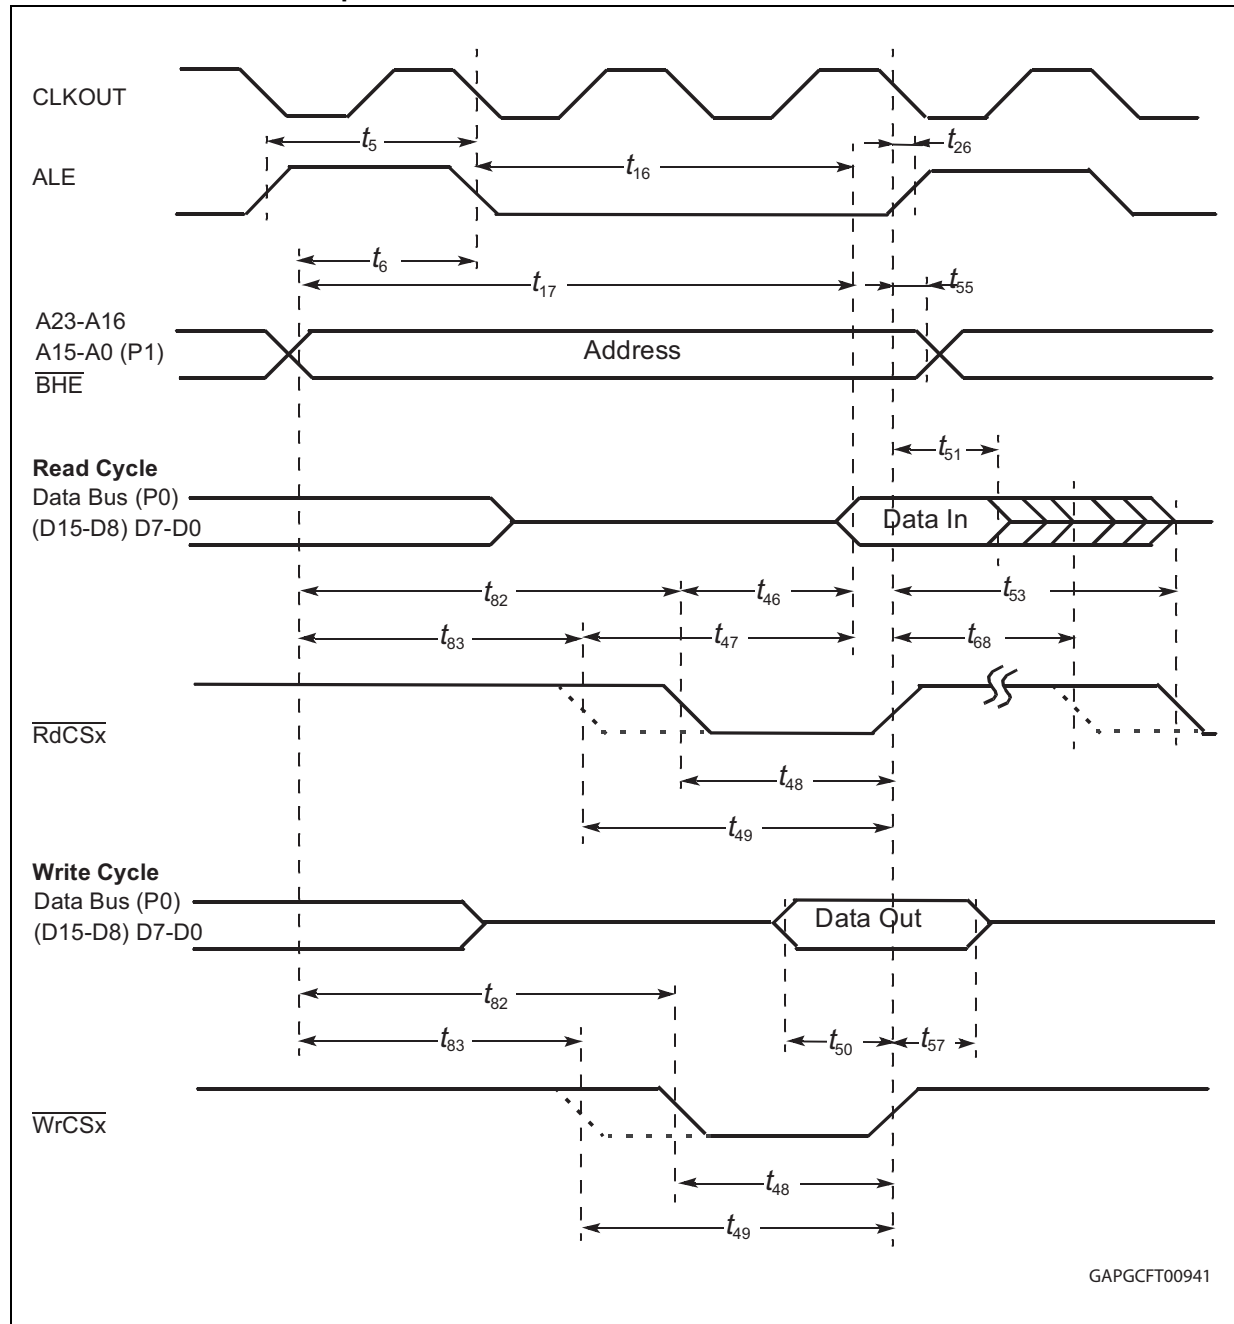 CLKOUT
t5
t26
ALE
t16
t6
t17
t55
A23-A16
A15-A0 (P1)
BHE
Address
t51
Read Cycle
Data Bus (P0)
(D15-D8) D7-D0
Data In
t82
t46
t53
t83
t47
t68
RdCSx
t48
t49
Write Cycle
Data Bus (P0)
(D15-D8) D7-D0
Data Out
t82
t83
t50
t57
WrCSx
t48
t49
GAPGCFT00941